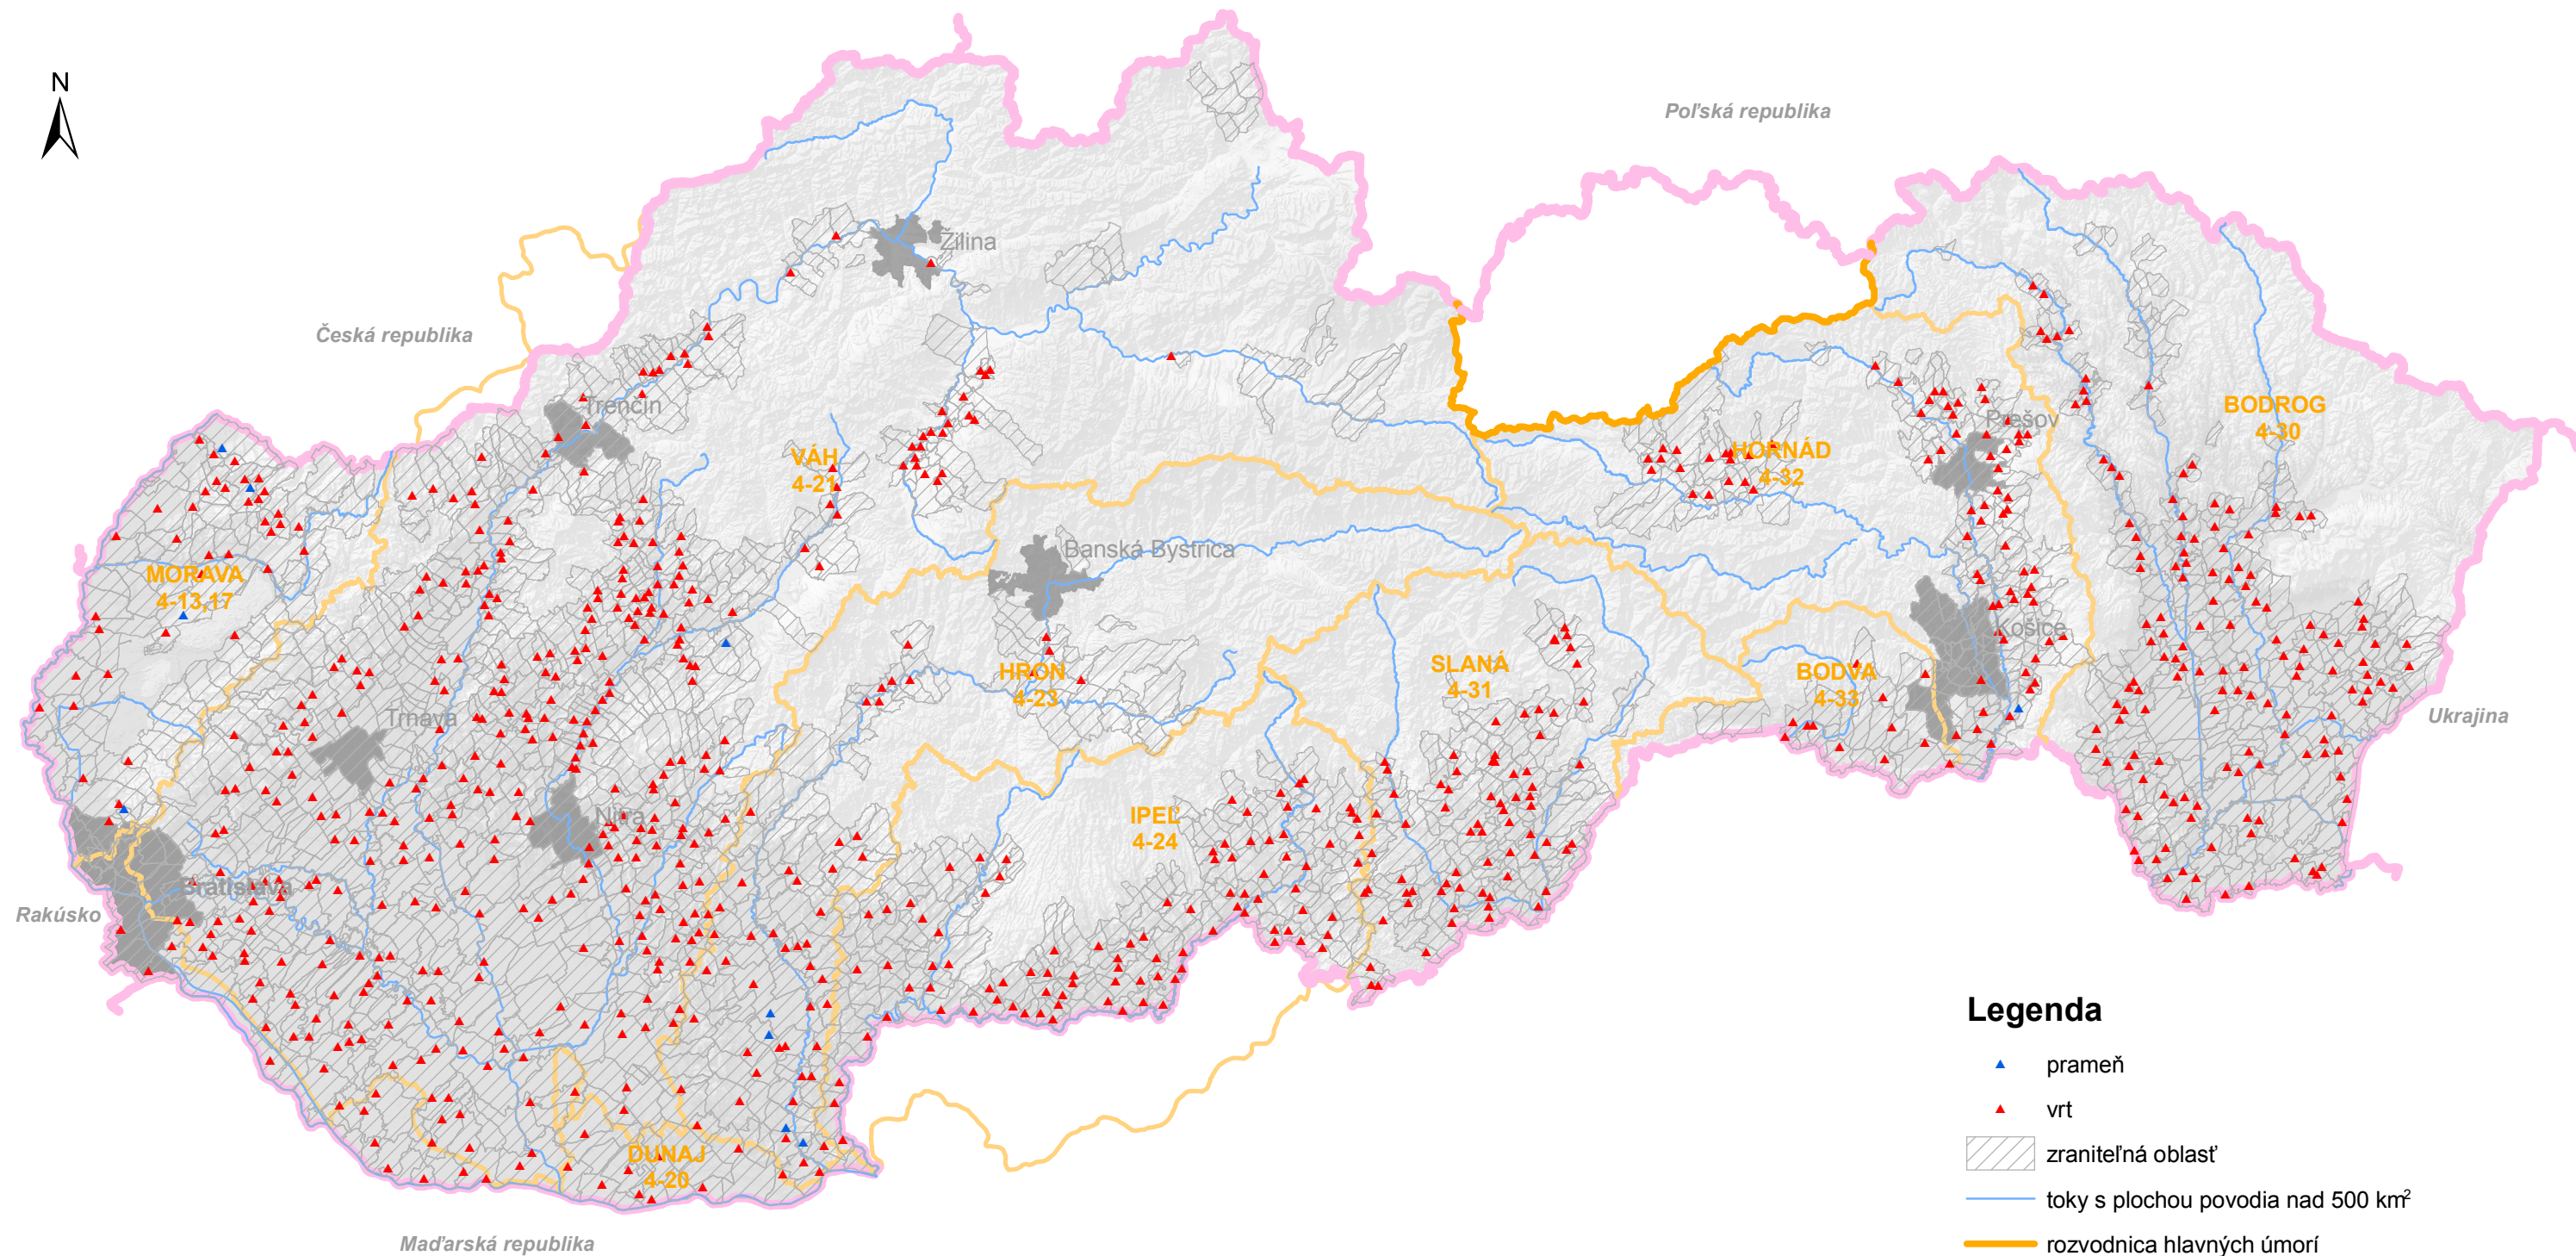 N
Poľská republika
Česká republika
Žilina
Trenčín
BODROG
4-30
Prešov
VÁH
4-21
HORNÁD
4-32
Banská Bystrica
MORAVA
4-13,17
Košice
HRON
4-23
SLANÁ
4-31
BODVA
4-33
Trnava
Ukrajina
Nitra
IPEĽ
4-24
Bratislava
Rakúsko
DUNAJ
4-20
Maďarská republika
Legenda
prameň
vrt
zraniteľná oblasť
toky s plochou povodia nad 500 km²
rozvodnica hlavných úmorí